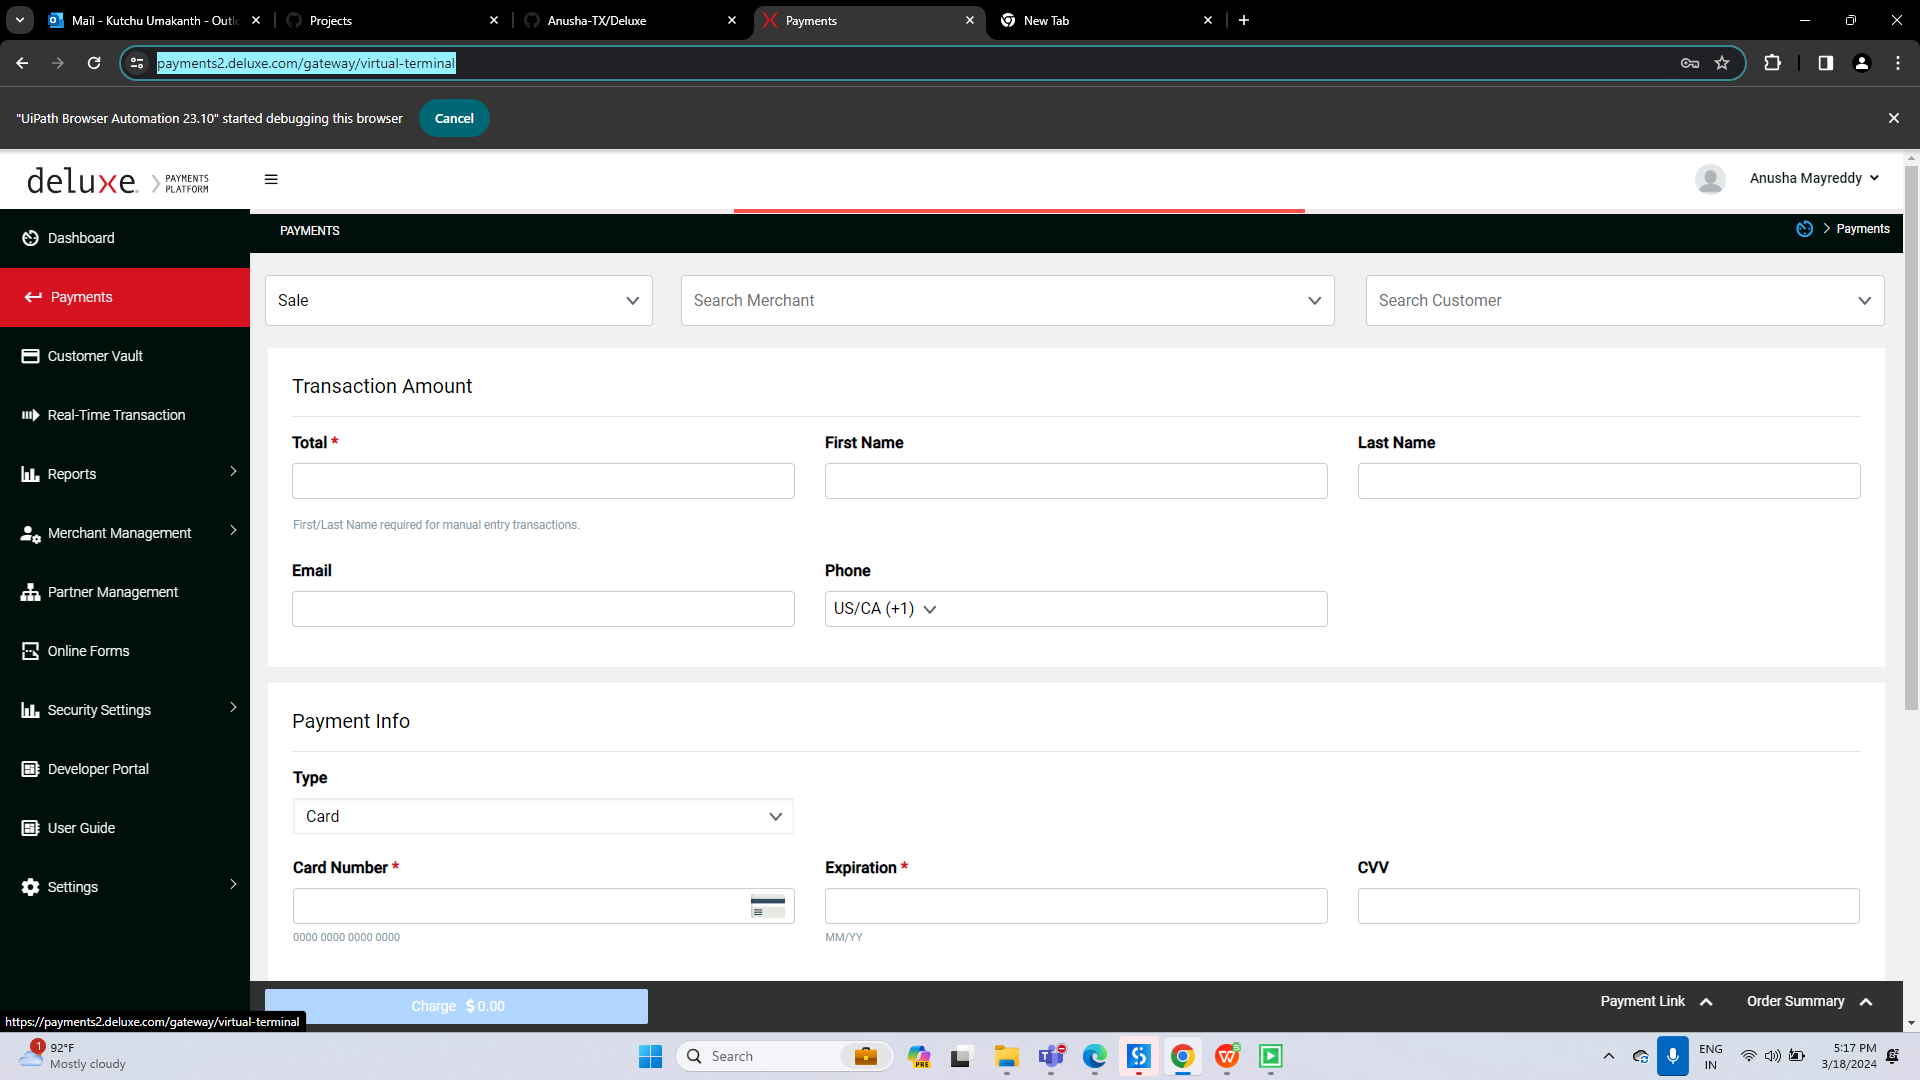 Mail - Kutchu Umakanth - Outl
Projects
Anusha-TX/Deluxe
Payments
New Tab
payments2.deluxe.com/gateway/virtual-terminal
"UiPath Browser Automation 23.10" started debugging this browser
Cancel
deluxe. PAYMENTS
PLATFORM
Anusha Mayreddy
Dashboard
Payments
Customer Vault
Real-Time Transaction
Reports
Merchant Management
Partner Management
Online Forms
Security Settings
Developer Portal
User Guide
Settings
PAYMENTS
Payments
Sale
Search Merchant
Search Customer
Transaction Amount
Total *
First Name
Last Name
First/Last Name required for manual entry transactions.
Email
Phone
US/CA (+1)
Payment Info
Type
Card
Card Number *
Expiration *
CVV
0000 0000 0000 0000
MM/YY
Charge $ 0.00
Payment Link
Order Summary
https://payments2.deluxe.com/gateway/virtual-terminal
1
92°F
Mostly cloudy
Search
PRE
ENG
IN
5:17 PM
3/18/2024